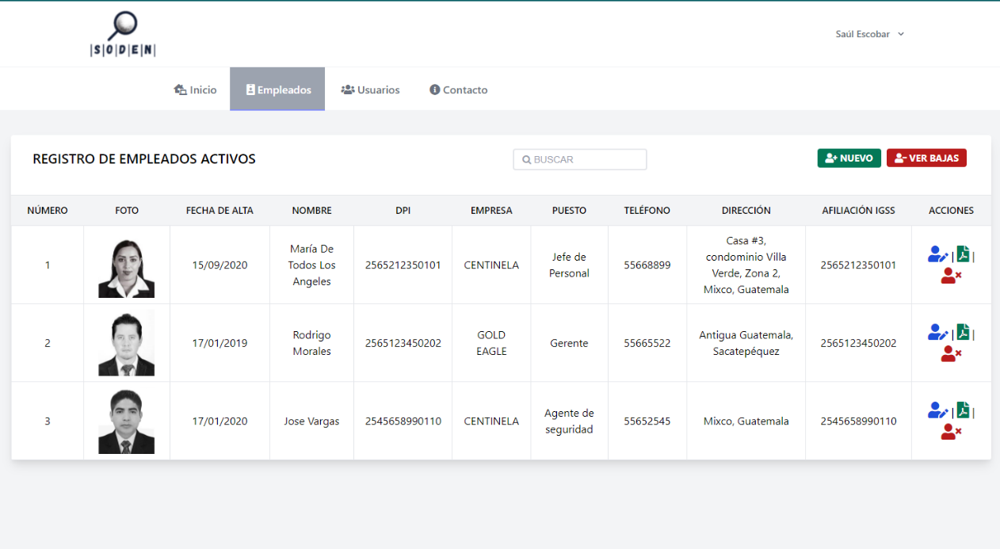 |S|O|D|E|N|
Saúl Escobar
Inicio
Empleados
Usuarios
Contacto
REGISTRO DE EMPLEADOS ACTIVOS
BUSCAR
NUEVO
VER BAJAS
NÚMERO FOTO FECHA DE ALTA NOMBRE DPI EMPRESA PUESTO TELÉFONO DIRECCIÓN AFILIACIÓN IGSS ACCIONES
1
15/09/2020
María De
Todos Los
Angeles
2565212350101
CENTINELA
Jefe de
Personal
55668899
Casa #3,
condominio Villa
Verde, Zona 2,
Mixco, Guatemala
2565212350101
| |
2
17/01/2019
Rodrigo
Morales
2565123450202
GOLD
EAGLE
Gerente
55665522
Antigua Guatemala,
Sacatepéquez
2565123450202
| |
3
17/01/2020
Jose Vargas
2545658990110
CENTINELA
Agente de
seguridad
55652545
Mixco, Guatemala
2545658990110
| |